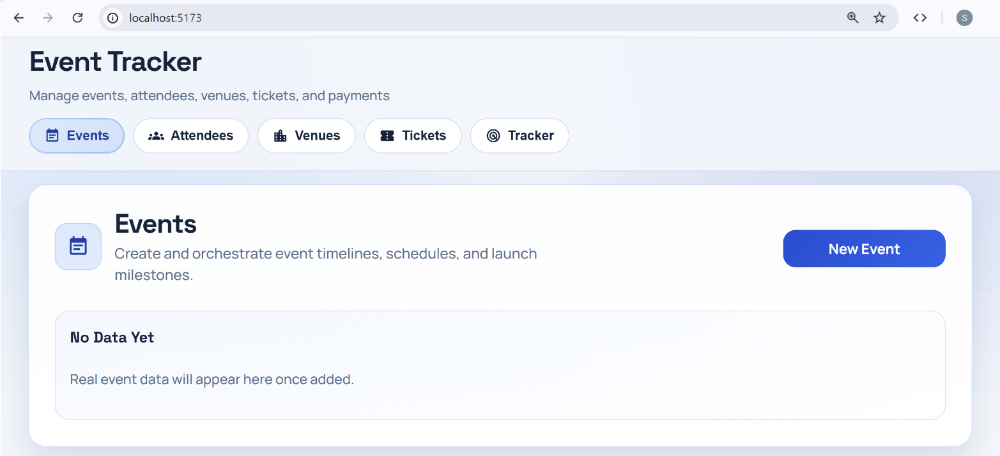 localhost:5173
S
Event Tracker
Manage events, attendees, venues, tickets, and payments
Events
Attendees
Venues
Tickets
Tracker
Events
Create and orchestrate event timelines, schedules, and launch
milestones.
New Event
No Data Yet
Real event data will appear here once added.